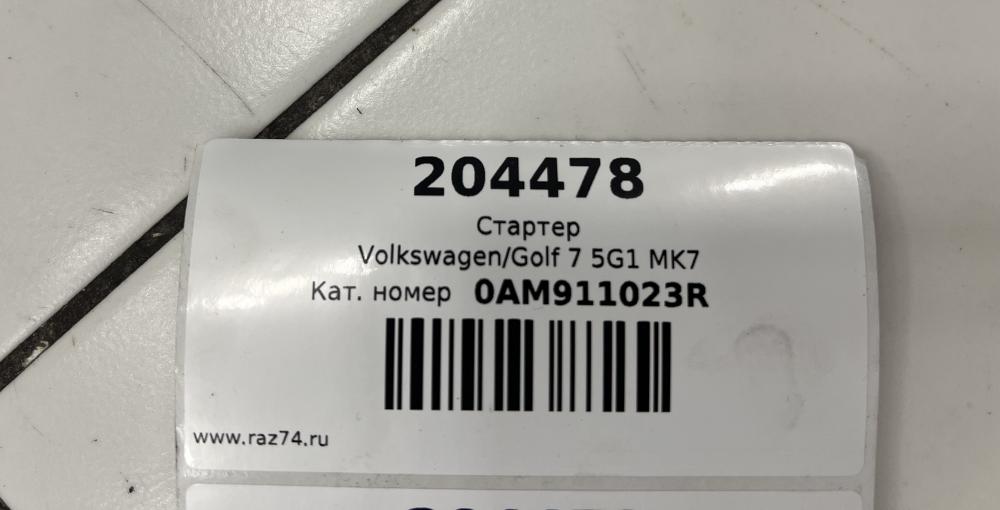 204478
Стартер
Volkswagen/Golf 7 5G1 MK7
Кат. номер 0AM911023R
www.raz74.ru